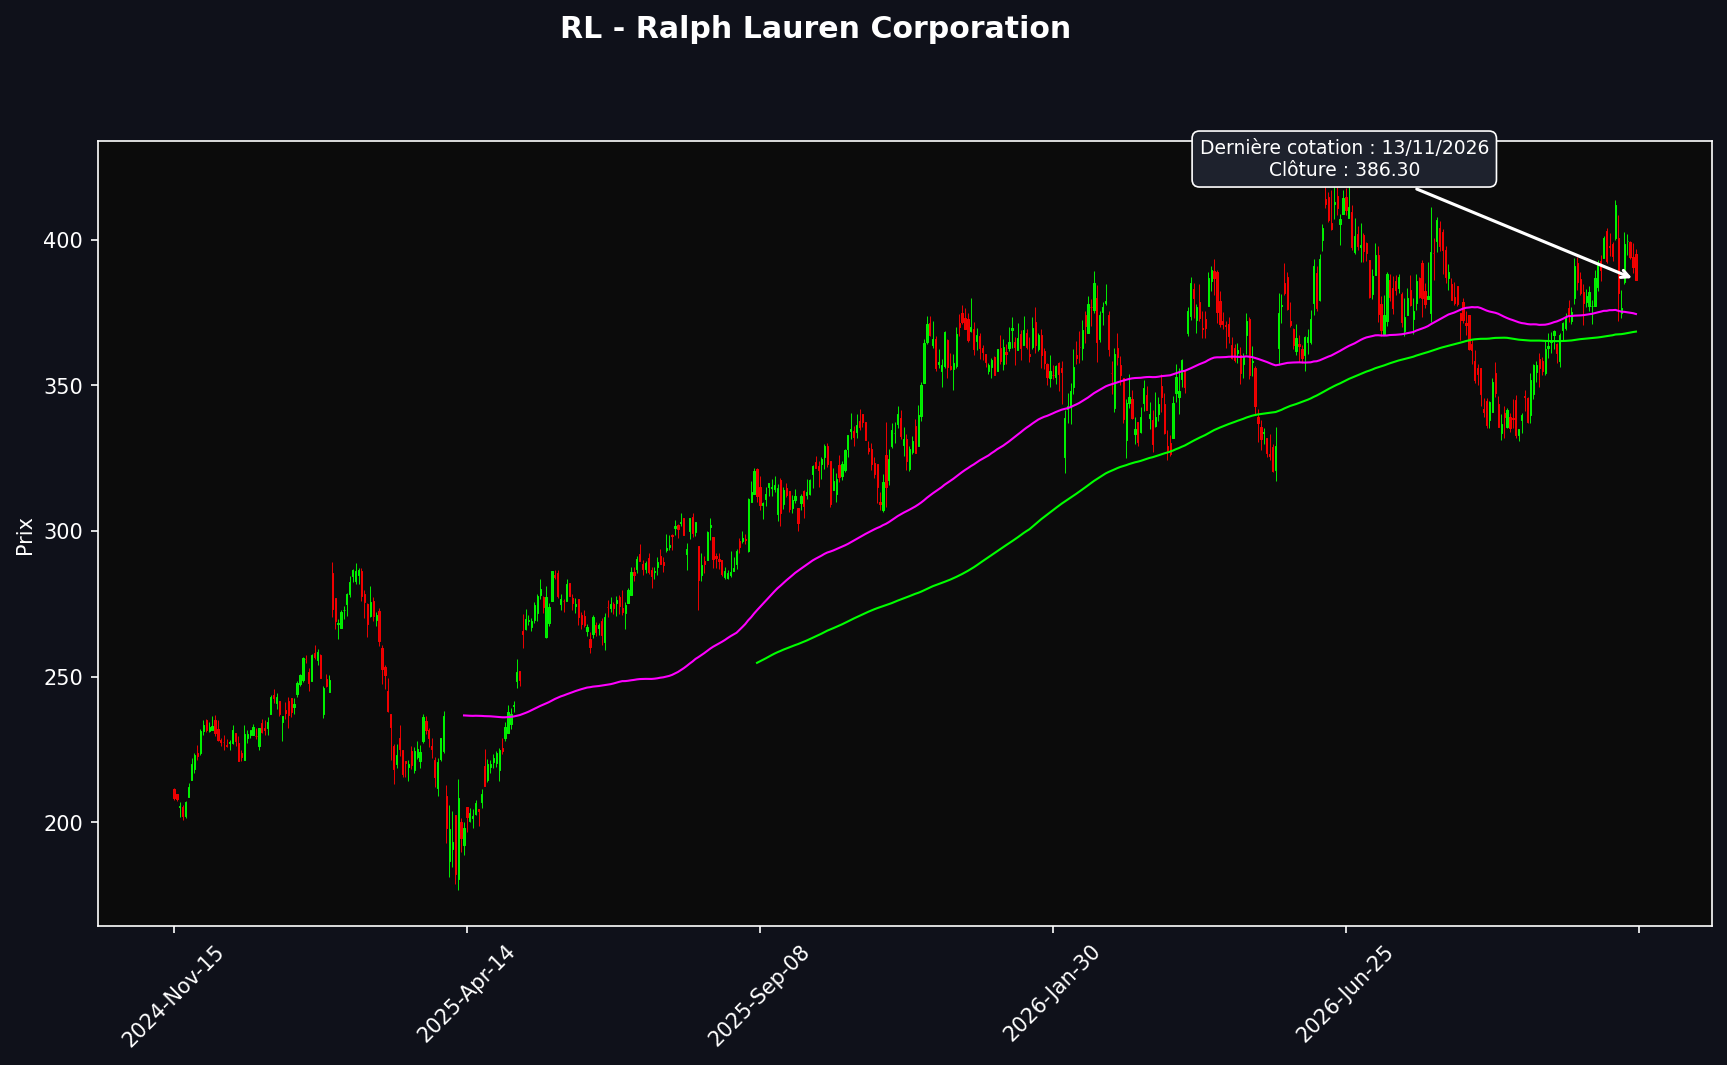 RL - Ralph Lauren Corporation
Dernière cotation : 13/11/2026
Clôture : 386.30
400
350
300
250
200
Prix
2024-Nov-15
2025-Apr-14
2025-Sep-08
2026-Jan-30
2026-Jun-25